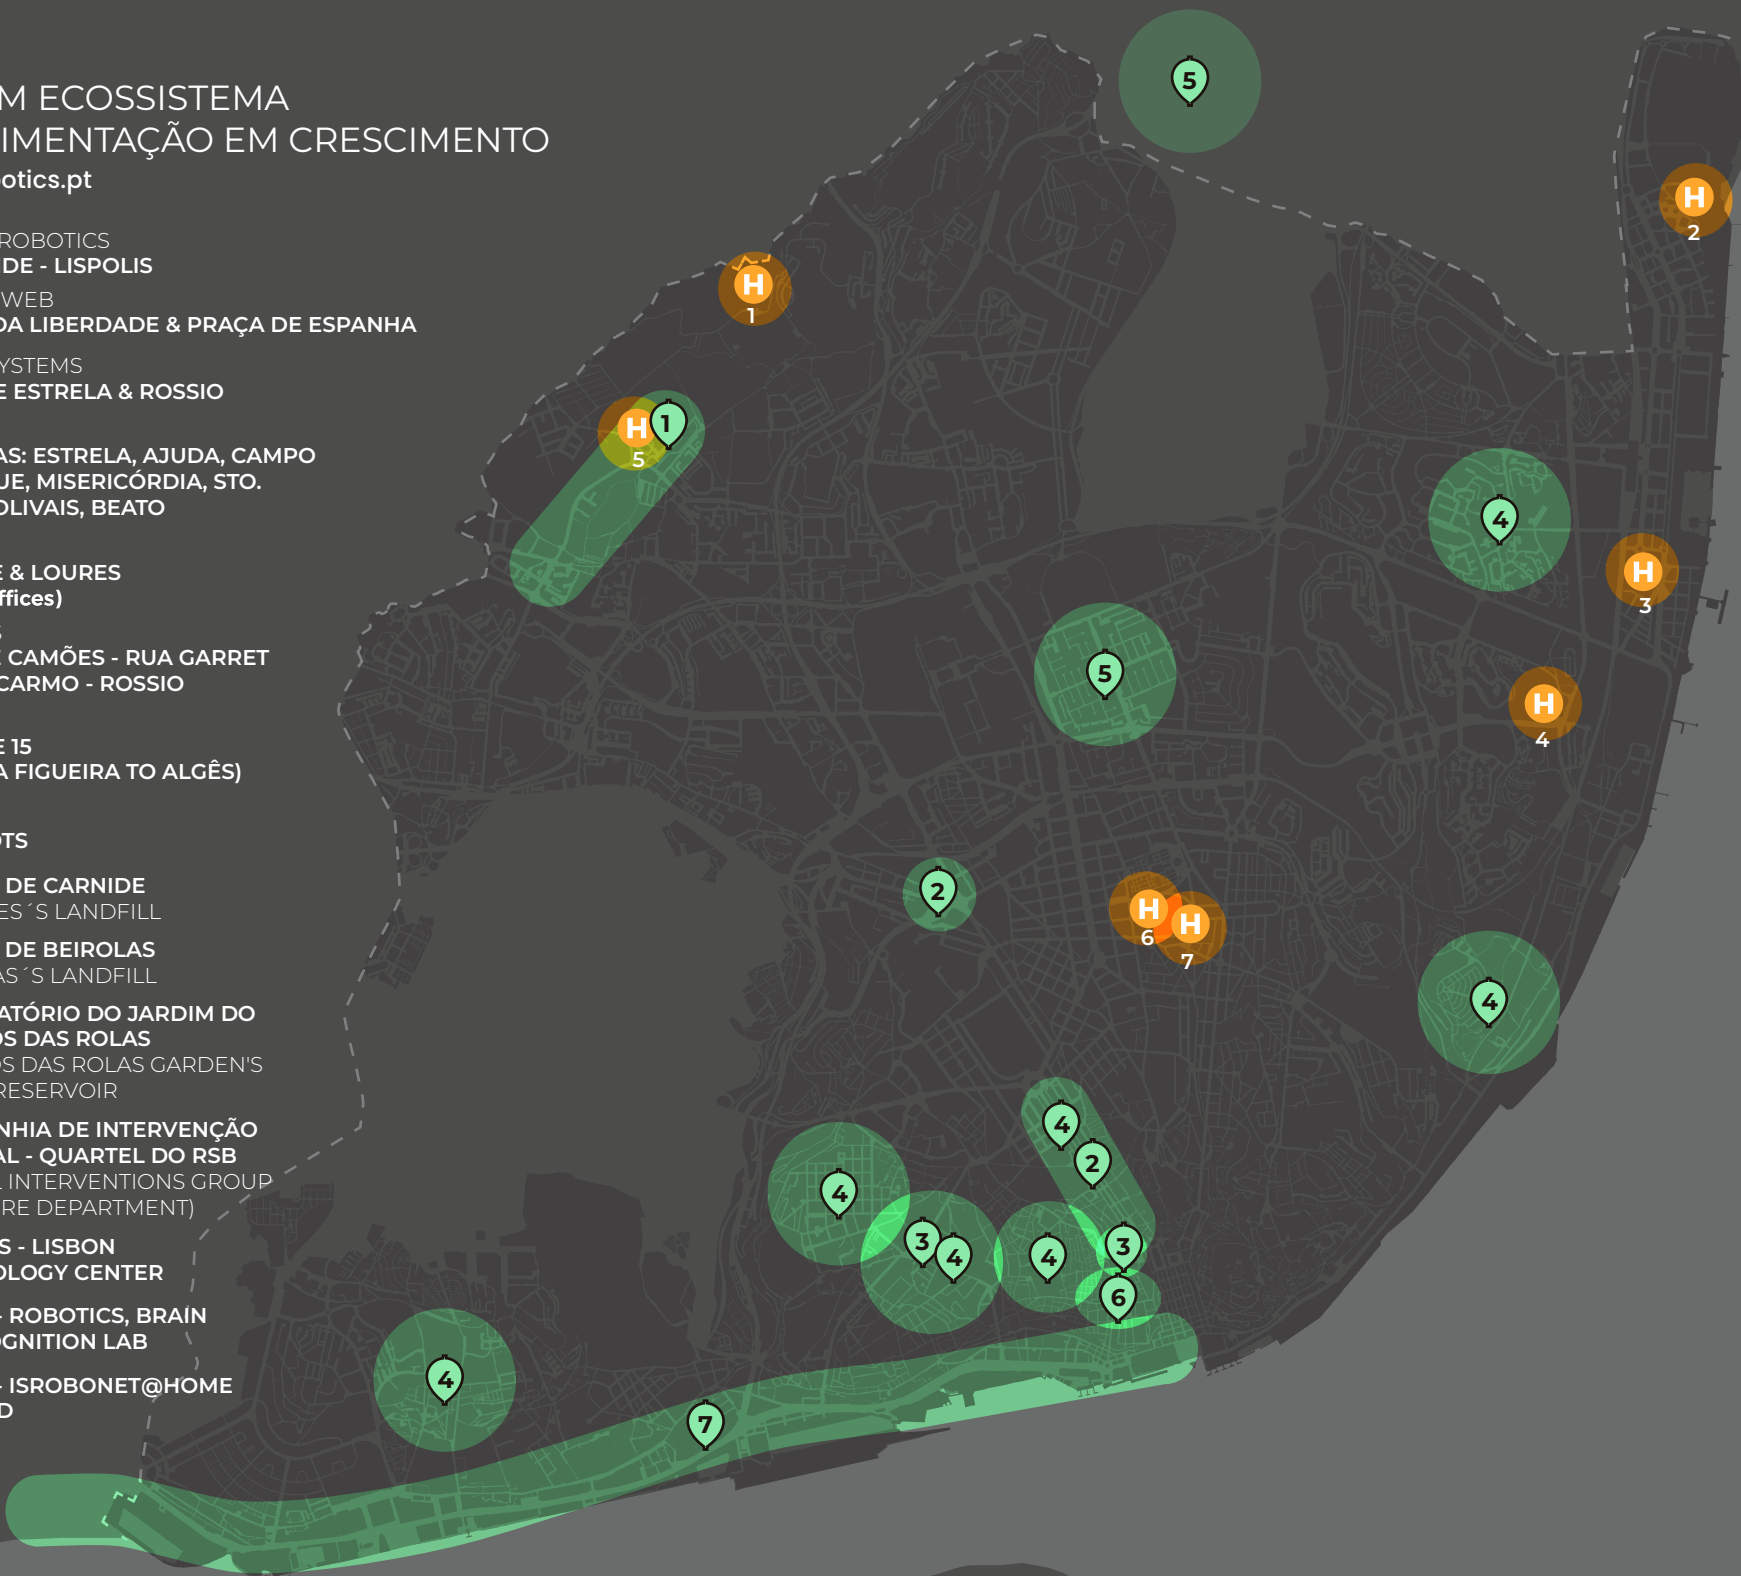 M ECOSSISTEMA
IMENTAÇÃO EM CRESCIMENTO
otics.pt
ROBOTICS
IDE - LISPOLIS
WEB
DA LIBERDADE & PRAÇA DE ESPANHA
YSTEMS
E ESTRELA & ROSSIO
AS: ESTRELA, AJUDA, CAMPO
UE, MISERICÓRDIA, STO.
OLIVAIS, BEATO
E & LOURES
ffices)
E CAMÕES - RUA GARRET
CARMO - ROSSIO
E 15
A FIGUEIRA TO ALGÊS)
OTS
DE CARNIDE
ES´S LANDFILL
DE BEIROLAS
AS´S LANDFILL
ATÓRIO DO JARDIM DO
OS DAS ROLAS
OS DAS ROLAS GARDEN'S
RESERVOIR
NHIA DE INTERVENÇÃO
AL - QUARTEL DO RSB
L INTERVENTIONS GROUP
RE DEPARTMENT)
S - LISBON
OLOGY CENTER
- ROBOTICS, BRAIN
OGNITION LAB
- ISROBONET@HOME
D
5
H
2
H
1
H
1
5
4
H
3
5
H
4
2
H
6
H
7
4
4
2
4
3
4
4
3
6
4
7